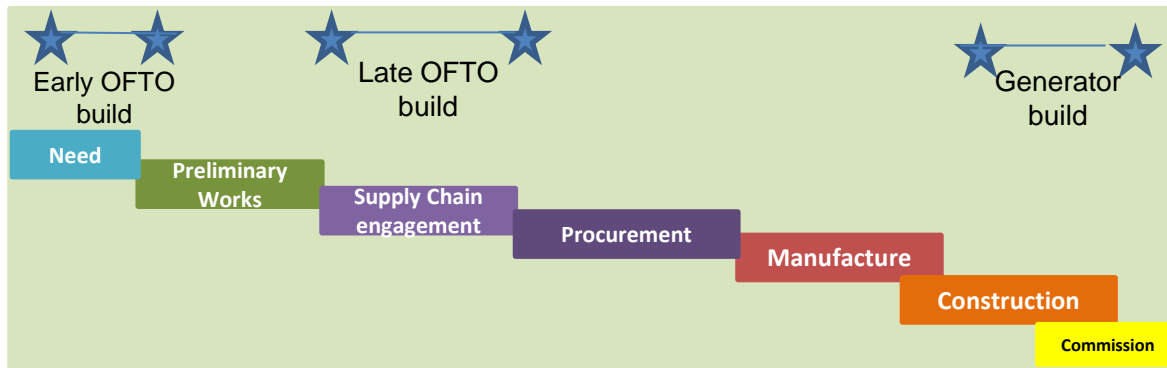 Early OFTO
build
Late OFTO
build
Generator
build
Need
Preliminary
Works
Supply Chain
engagement
Procurement
Manufacture
Construction
Commission